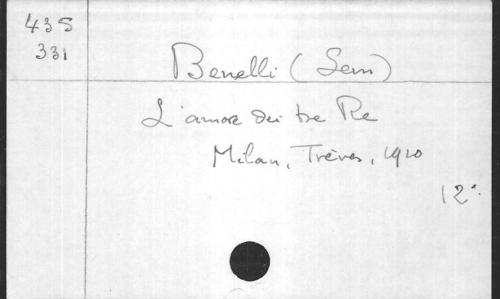 435
331
Benelli (Sem)
L'amore dei tre Re
Milan, Trèves, 1910
12°